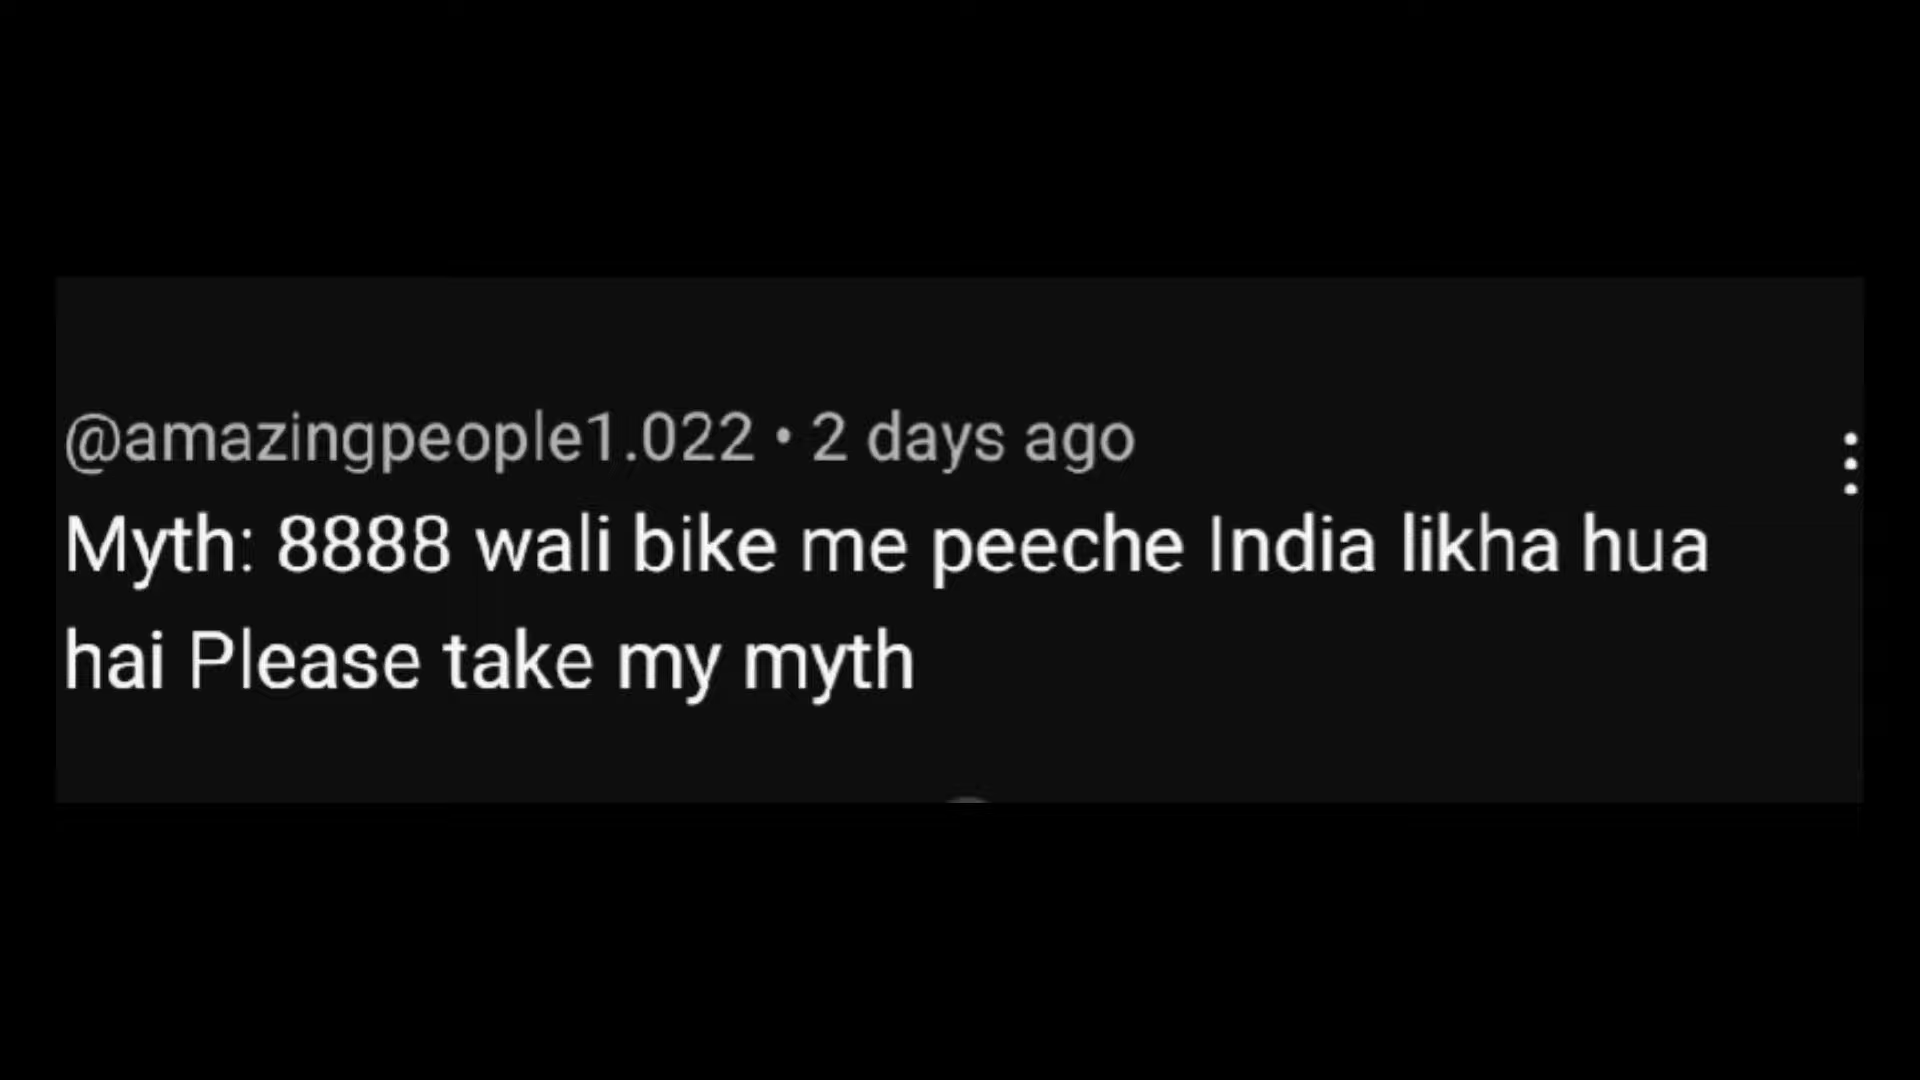 @amazingpeople1.022 • 2 days ago
Myth: 8888 wali bike me peeche India likha hua
hai Please take my myth